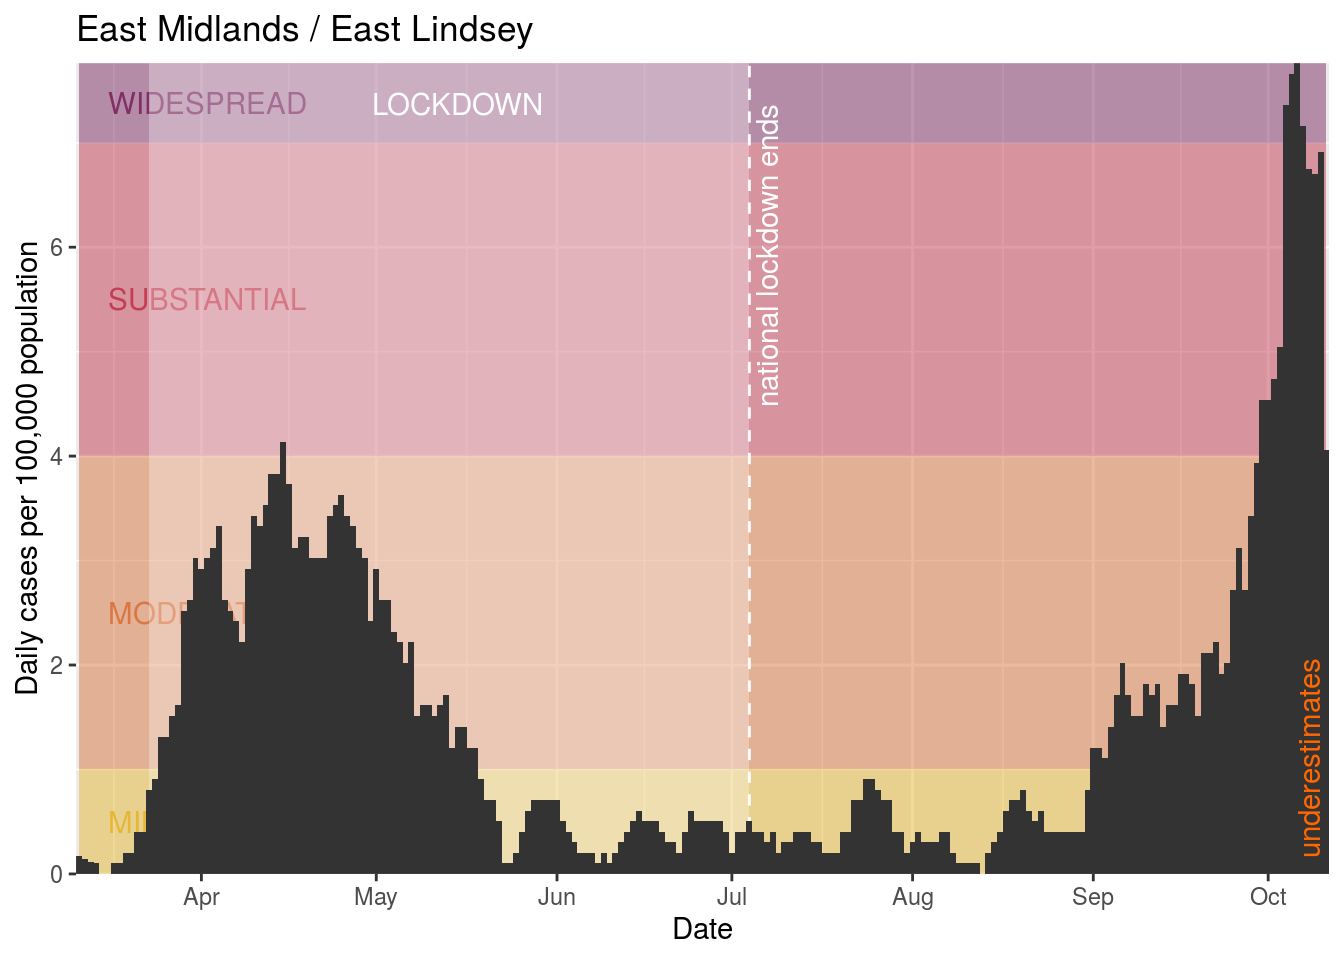 East Midlands / East Lindsey
WIDESPREAD
LOCKDOWN
SUBSTANTIAL
national lockdown ends
underestimates
Daily cases per 100,000 population
6
4
2
0
Apr
May
Jun
Jul
Aug
Sep
Oct
Date